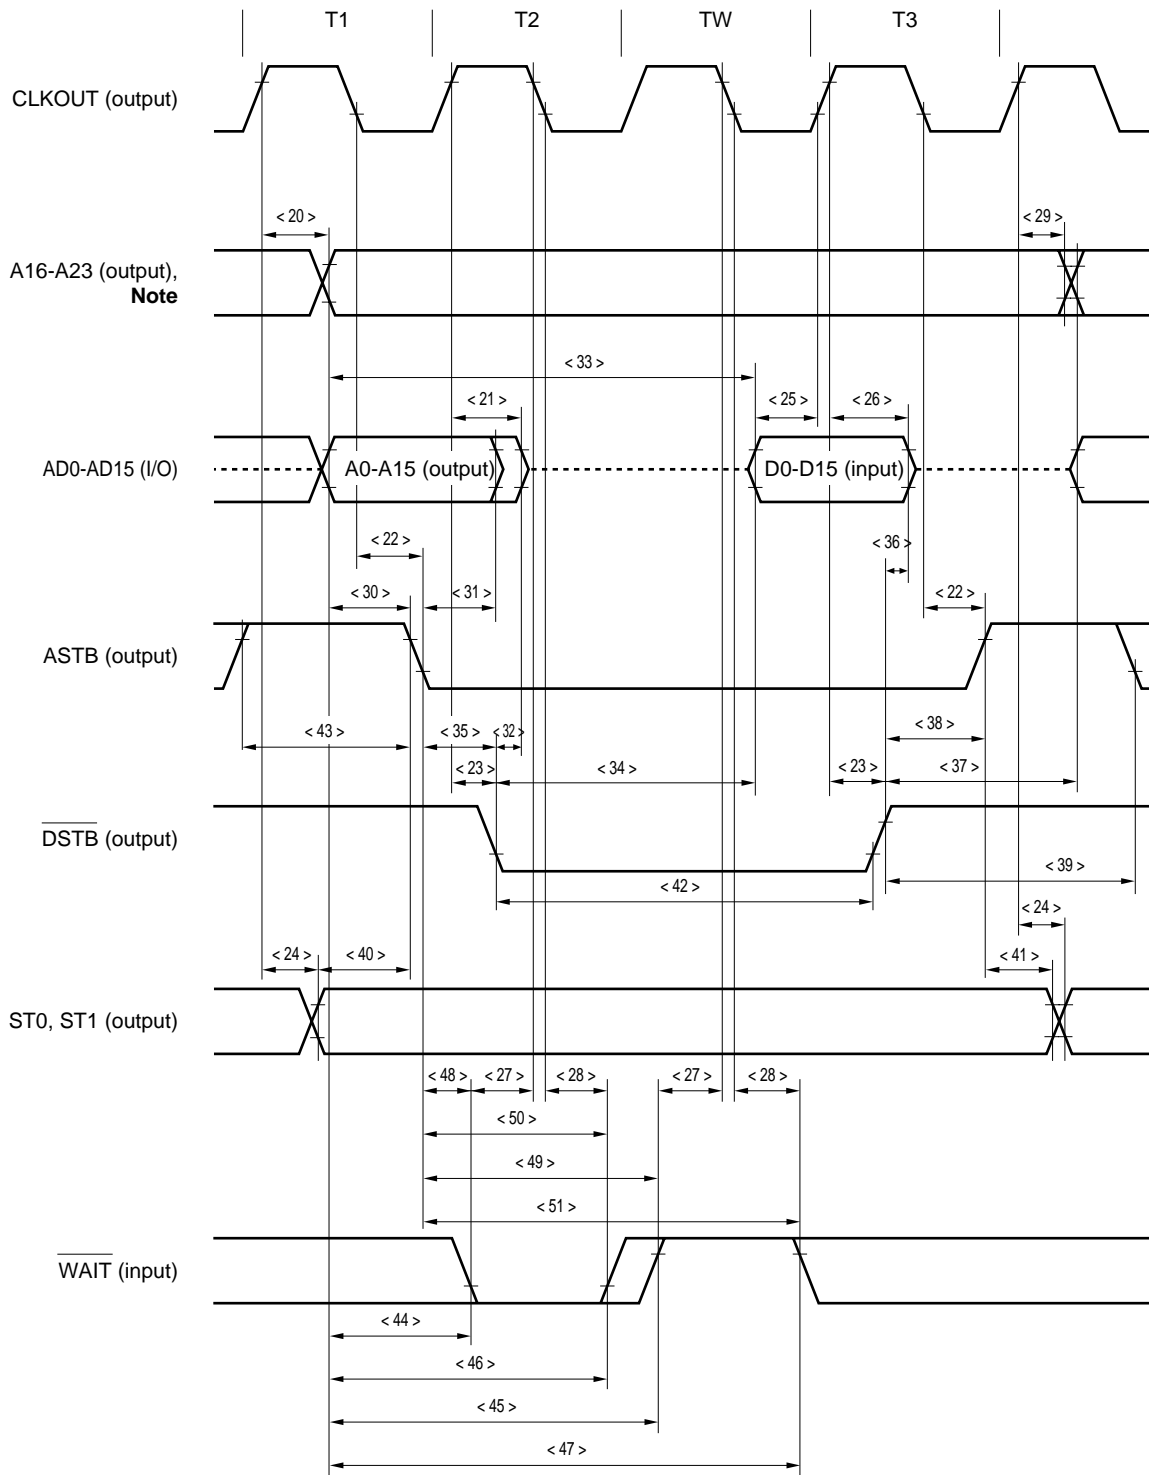 T1 T2 TW T3
CLKOUT (output)
< 20 > < 29 >
A16-A23 (output),
Note
< 33 >
< 21 > < 25 > < 26 >
AD0-AD15 (I/O) A0-A15 (output) D0-D15 (input)
< 22 > < 36 >
< 30 > < 31 > < 22 >
ASTB (output)
< 43 > < 35 > < 32 > < 38 >
< 23 > < 34 > < 23 > < 37 >
DSTB (output)
< 42 > < 39 >
< 24 >
< 24 > < 40 > < 41 >
ST0, ST1 (output)
< 48 > < 27 > < 28 > < 27 > < 28 >
< 50 >
< 49 >
< 51 >
WAIT (input)
< 44 >
< 46 >
< 45 >
< 47 >